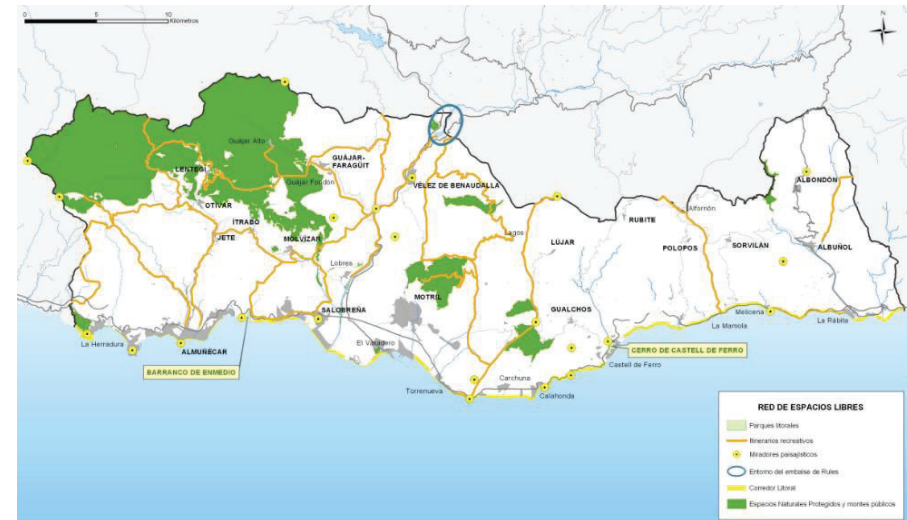 0 5 10
Kilómetros
N
Guájar Alto
LENTEGÍ
GUÁJAR-
FARAGÜIT
Guájar Fondón
VÉLEZ DE BENAUDALLA
ALBONDÓN
OTÍVAR
ÍTRABO
JETE
MOLVÍZAR
Lagos
LÚJAR
RUBITE
Alfornón
POLOPOS
SORVILÁN
ALBUÑOL
Lobres
MOTRIL
SALOBREÑA
GUALCHOS
Melicena
La Rábita
La Mamola
La Herradura
ALMUÑÉCAR
El Varadero
CERRO DE CASTELL DE FERRO
Castell de Ferro
BARRANCO DE ENMEDIO
Carchuna
Torrenueva
Calahonda
RED DE ESPACIOS LIBRES
Parques litorales
Itinerarios recreativos
Miradores paisajísticos
Entorno del embalse de Rules
Corredor Litoral
Espacios Naturales Protegidos y montes públicos